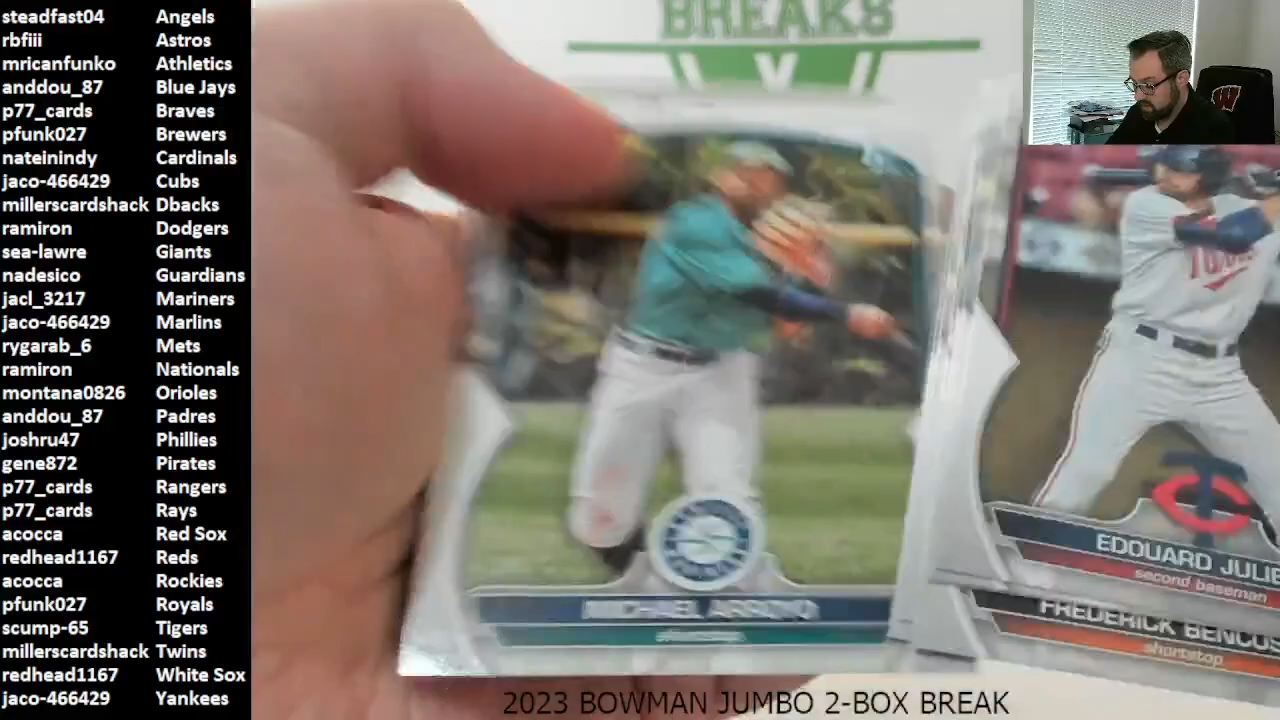 steadfast04 Angels
rbfiii Astros
mricanfunko Athletics
anddou_87 Blue Jays
p77_cards Braves
pfunk027 Brewers
nateinindy Cardinals
jaco-466429 Cubs
millerscardshack Dbacks
ramiron Dodgers
sea-lawre Giants
nadesico Guardians
jacl_3217 Mariners
jaco-466429 Marlins
rygarab_6 Mets
ramiron Nationals
montana0826 Orioles
anddou_87 Padres
joshru47 Phillies
gene872 Pirates
p77_cards Rangers
p77_cards Rays
acocca Red Sox
redhead1167 Reds
acocca Rockies
pfunk027 Royals
scump-65 Tigers
millerscardshack Twins
redhead1167 White Sox
jaco-466429 Yankees
BREAKS
W
MICHAEL ARROYO
shortstop
TC
EDOUARD JULIE
second baseman
FREDERICK BENCOS
shortstop
2023 BOWMAN JUMBO 2-BOX BREAK